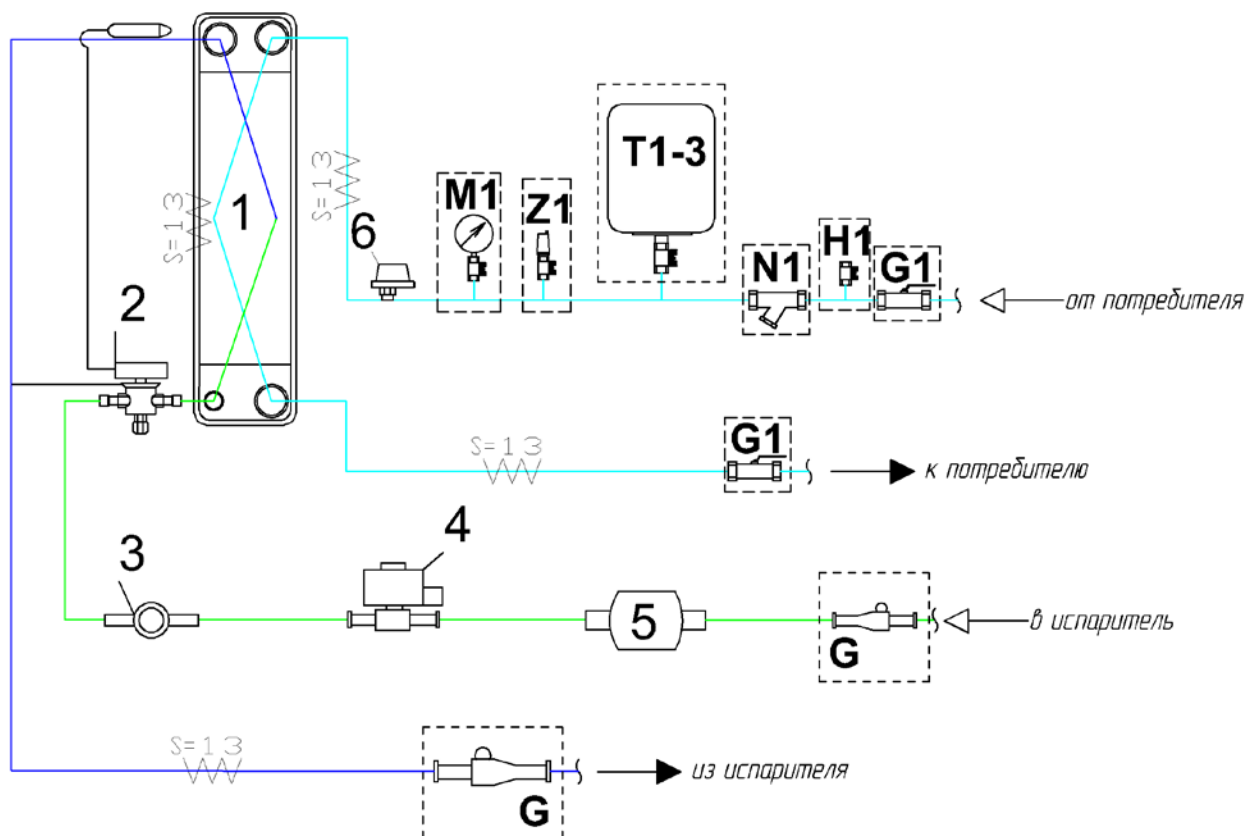 1
2
S=13
S=13
6
M1
Z1
T1-3
N1
H1
G1
от потребителя
S=13
G1
к потребителю
3
4
5
G
в испаритель
S=13
G
из испарителя